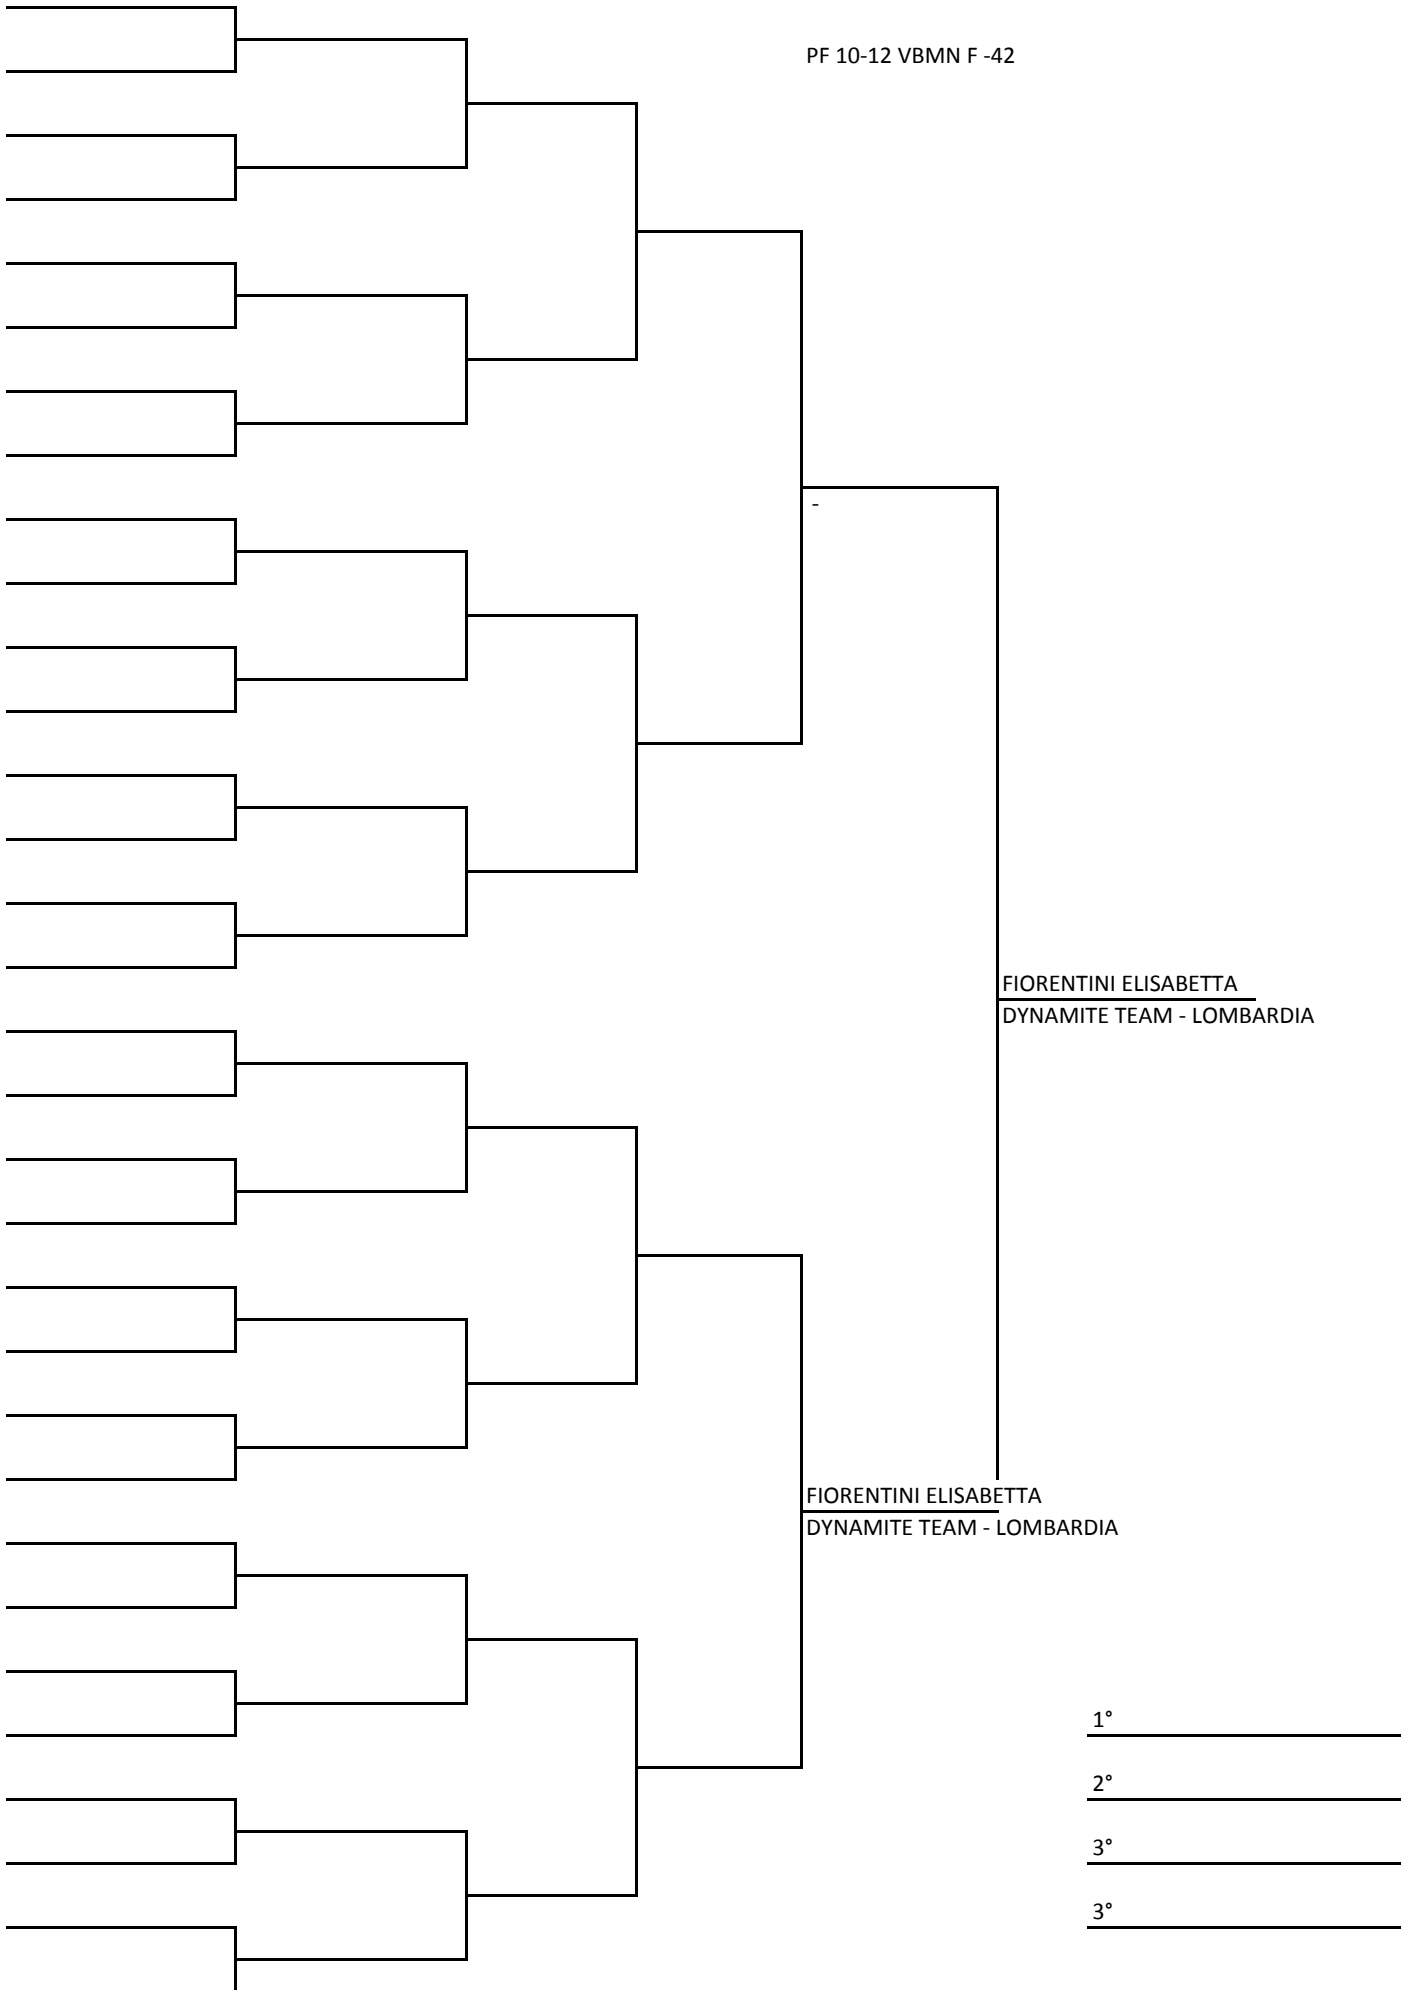 PF 10-12 VBMN F -42
-
FIORENTINI ELISABETTA
DYNAMITE TEAM - LOMBARDIA
FIORENTINI ELISABETTA
DYNAMITE TEAM - LOMBARDIA
1°
2°
3°
3°